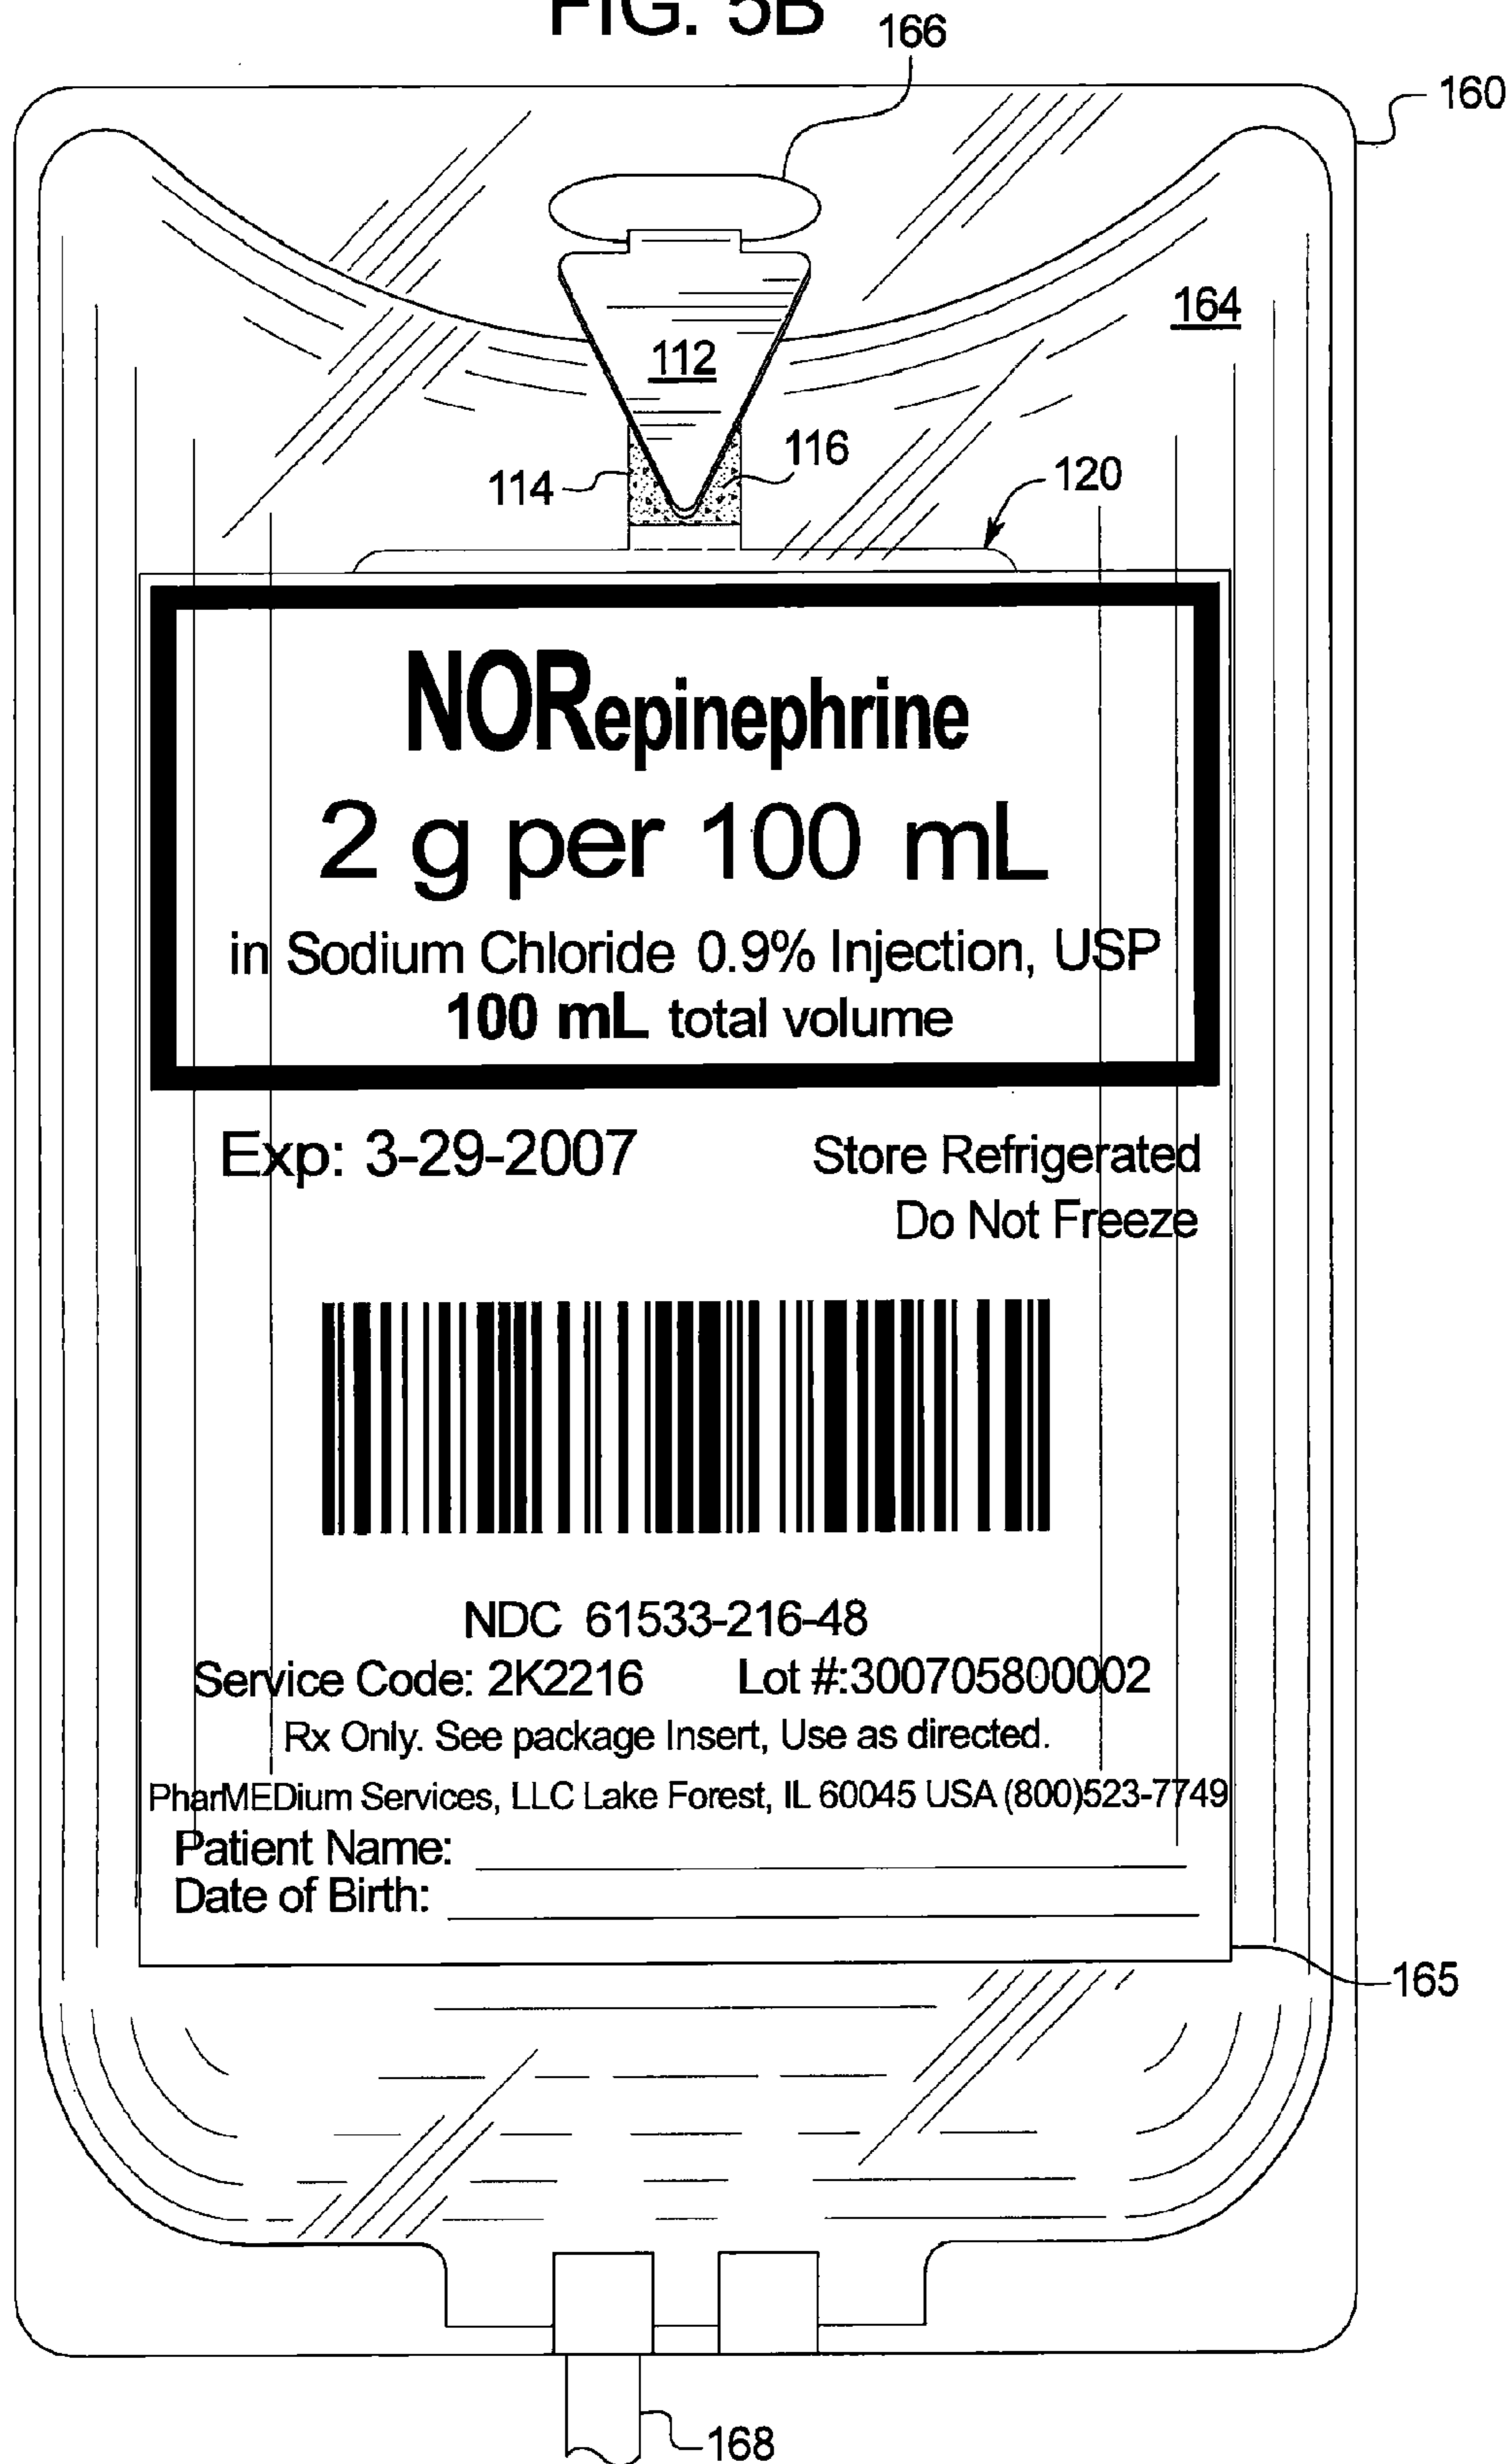 FIG. 5B
166
160
164
112
116
114
120
NORepinephrine
2 g per 100 mL
in Sodium Chloride 0.9% Injection, USP
100 mL total volume
Exp: 3-29-2007
Store Refrigerated
Do Not Freeze
NDC 61533-216-48
Service Code: 2K2216 Lot #:300705800002
Rx Only. See package Insert, Use as directed.
PharMEDium Services, LLC Lake Forest, IL 60045 USA (800)523-7749
Patient Name:
Date of Birth:
165
168